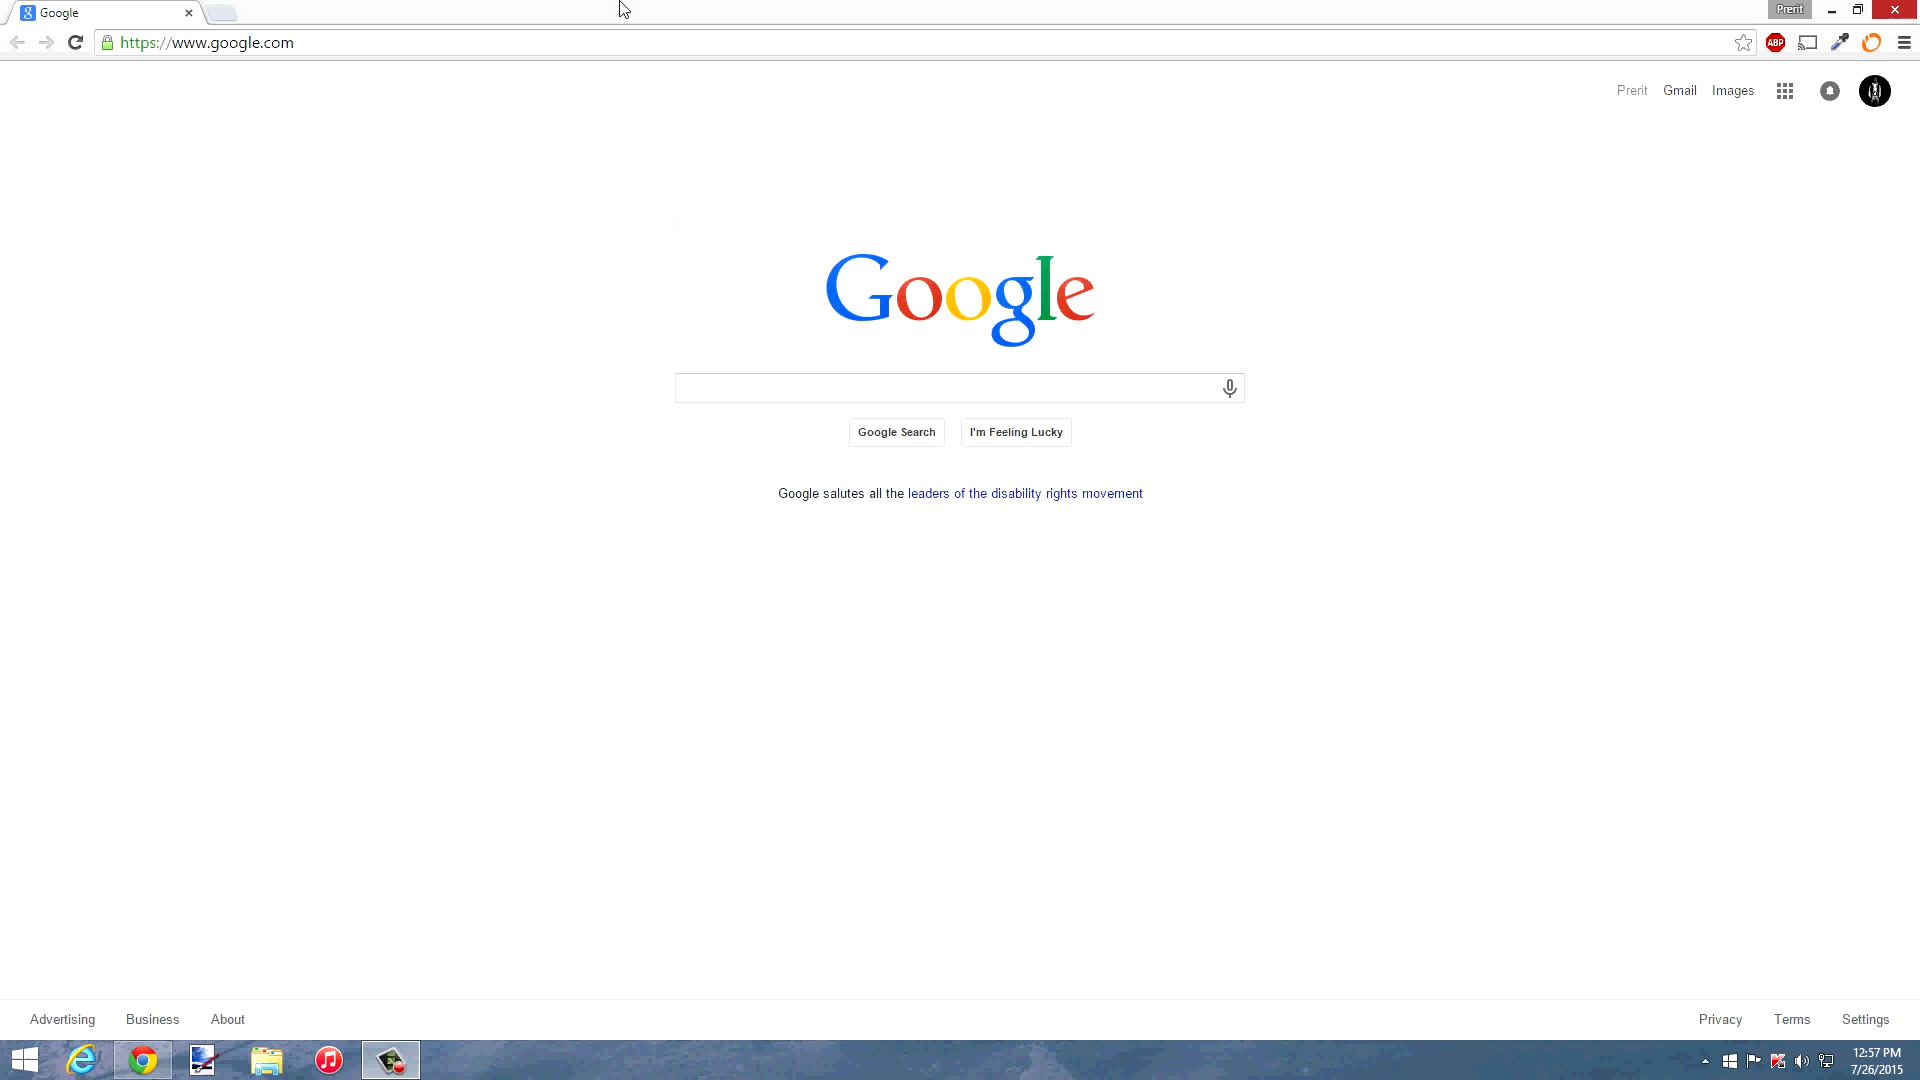 Google
Prerit
https://www.google.com
ABP
Prerit Gmail Images
Google
Google Search I'm Feeling Lucky
Google salutes all the leaders of the disability rights movement
Advertising Business About
Privacy Terms Settings
12:57 PM
7/26/2015